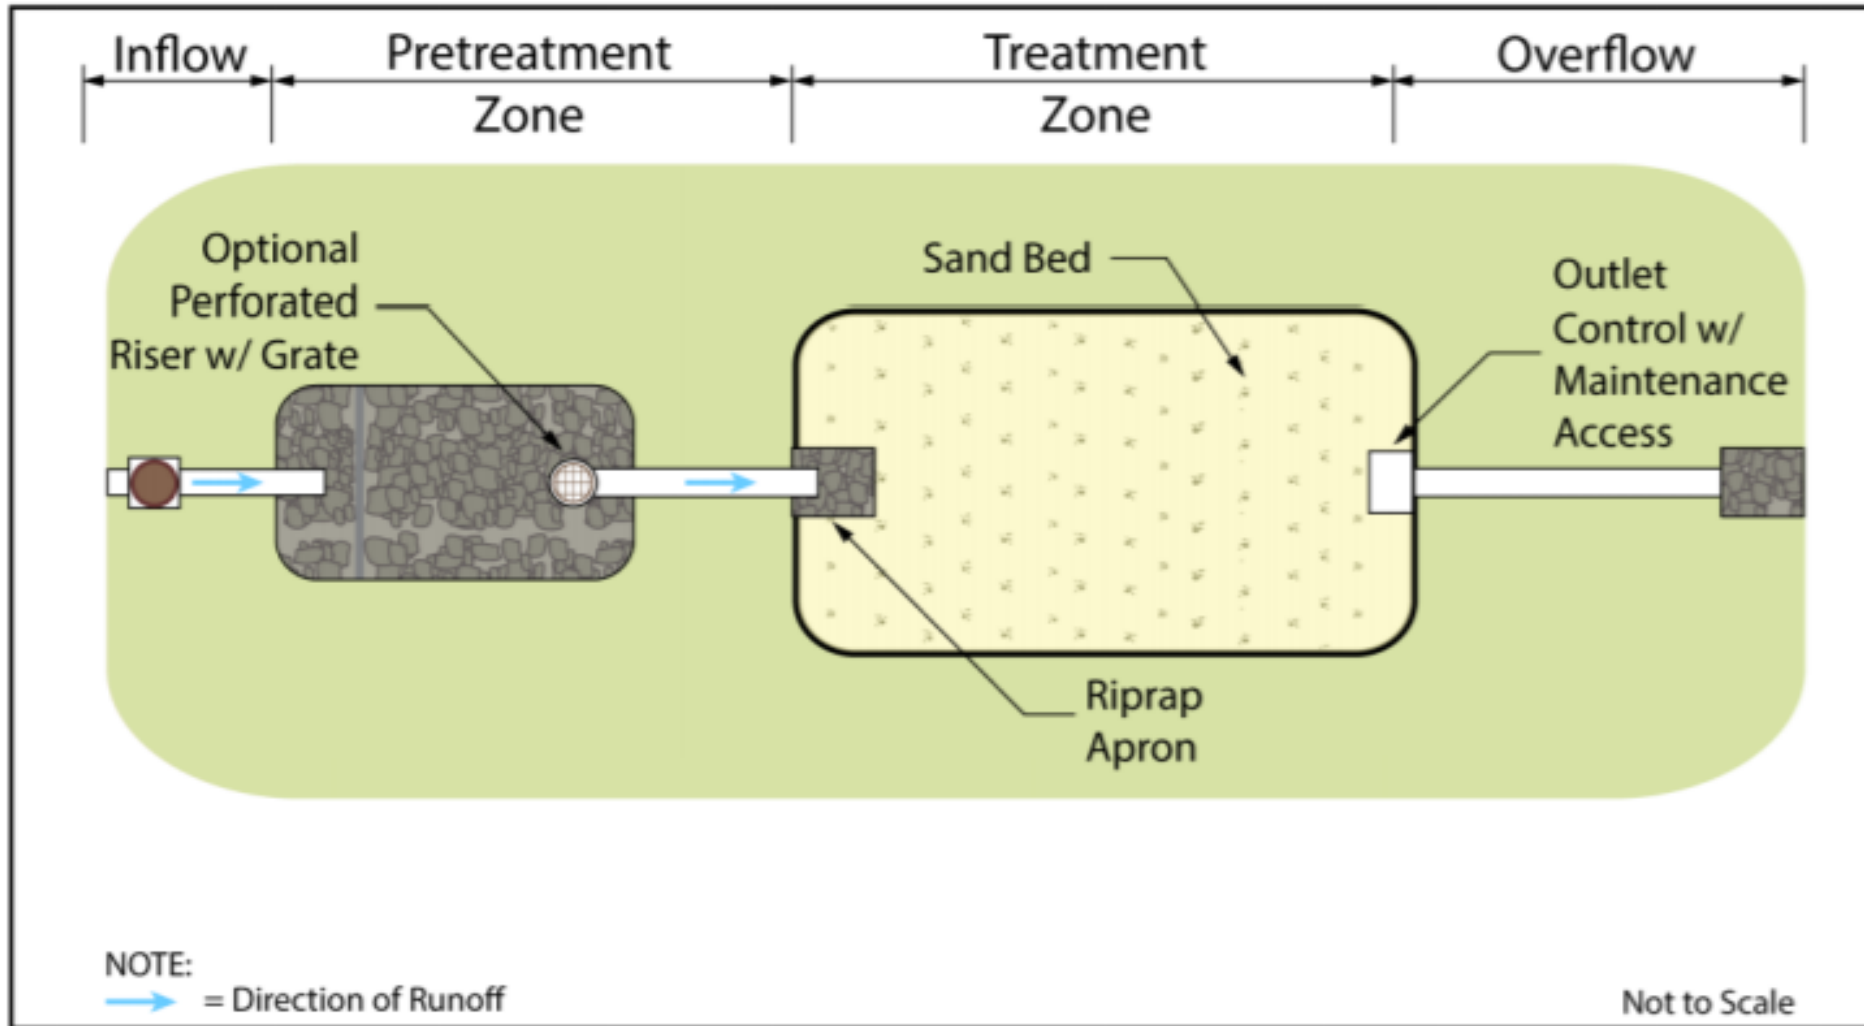 Inflow
Pretreatment
Zone
Treatment
Zone
Overflow
Optional
Perforated
Riser w/ Grate
Sand Bed
Outlet
Control w/
Maintenance
Access
Riprap
Apron
NOTE:
= Direction of Runoff
Not to Scale